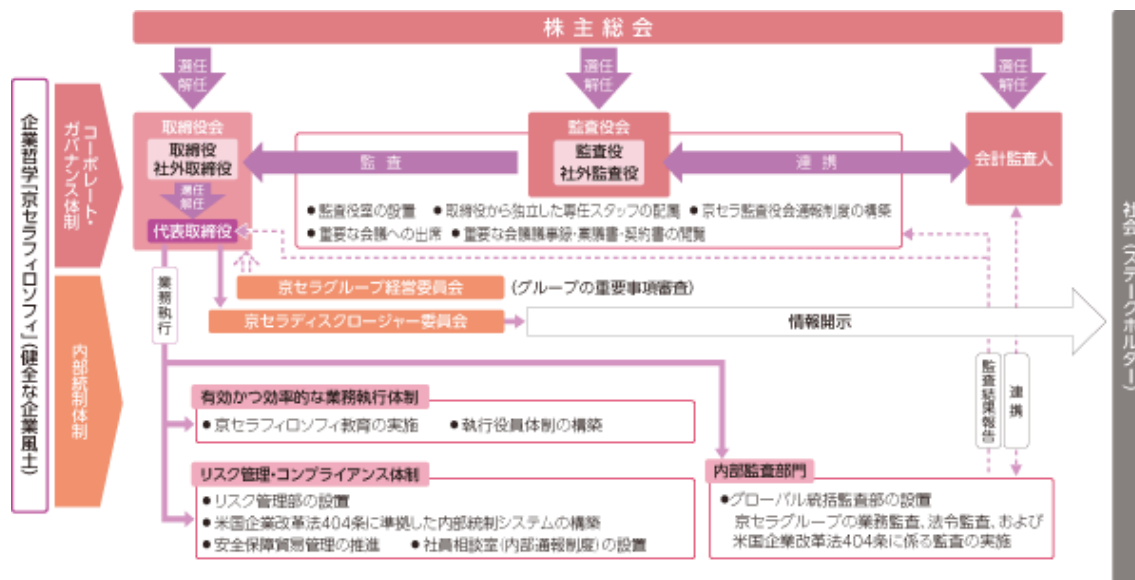 株主総会
選任
解任
選任
解任
選任
解任
企業哲学「京セラフィロソフィ」(健全な企業風土)
コーポレート・
ガバナンス体制
取締役会
取締役
社外取締役
選任
解任
代表取締役
監査
監査役会
監査役
社外監査役
連携
会計監査人
●監査役室の設置 ●取締役から独立した専任スタッフの配属 ●京セラ監査役会通報制度の構築
●重要な会議への出席 ●重要な会議議事録・稟議書・契約書の閲覧
社会(ステークホルダー)
内部統制体制
業務執行
京セラグループ経営委員会 (グループの重要事項審査)
京セラディスクロージャー委員会
情報開示
監査結果報告
連携
有効かつ効率的な業務執行体制
●京セラフィロソフィ教育の実施 ●執行役員体制の構築
リスク管理・コンプライアンス体制
●リスク管理部の設置
●米国企業改革法404条に準拠した内部統制システムの構築
●安全保障貿易管理の推進 ●社員相談室(内部通報制度)の設置
内部監査部門
●グローバル統括監査部の設置
京セラグループの業務監査、法令監査、および
米国企業改革法404条に係る監査の実施